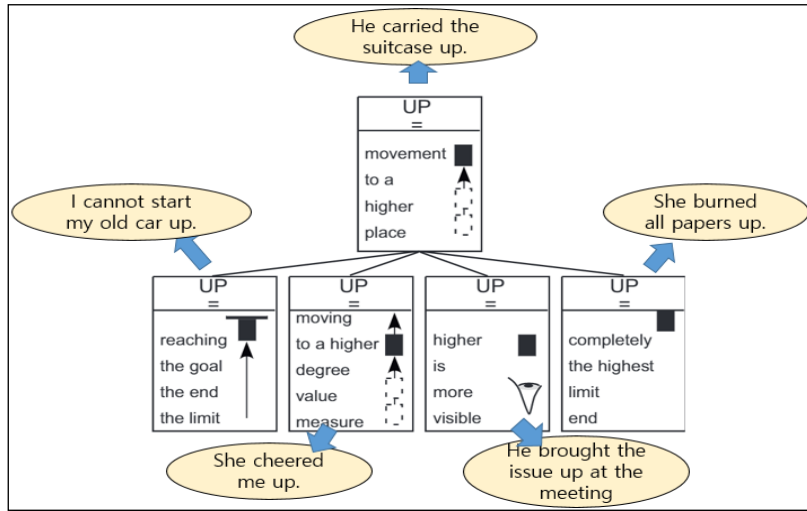 He carried the
suitcase up.
UP
=
movement
to a
higher
place
I cannot start
my old car up.
She burned
all papers up.
UP
=
reaching
the goal
the end
the limit
UP
=
moving
to a higher
degree
value
measure
UP
=
higher
is
more
visible
UP
=
completely
the highest
limit
end
She cheered
me up.
He brought the
issue up at the
meeting